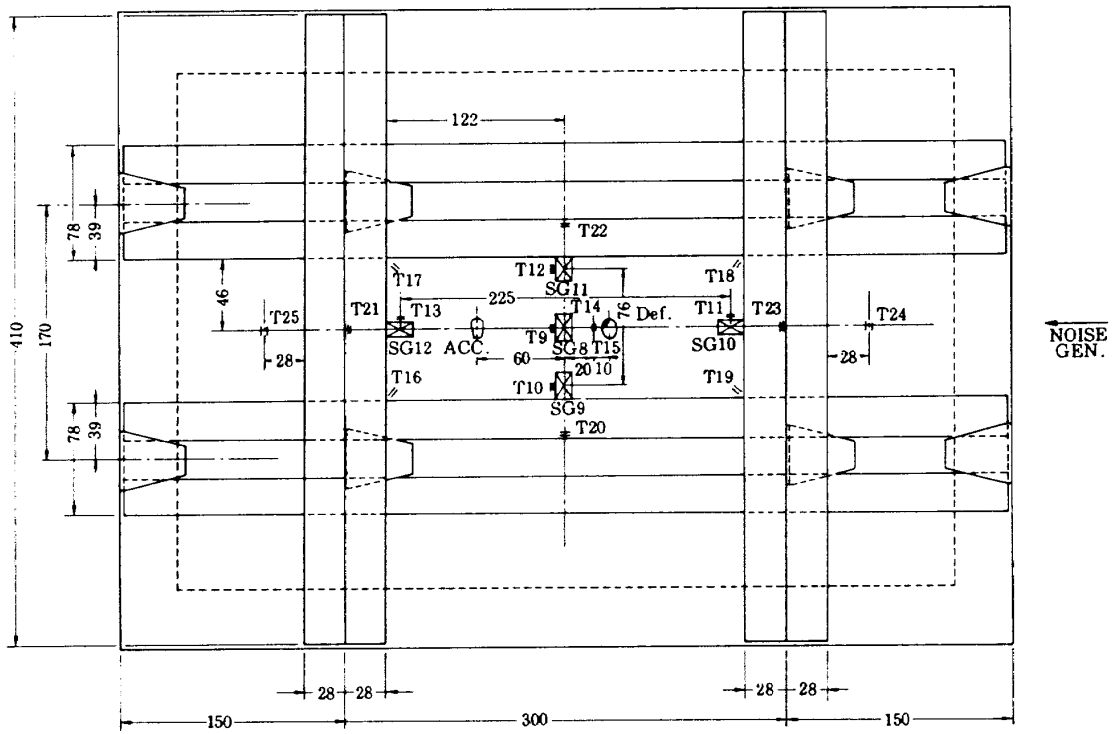 122
T22
78
39
T12
T17
T18
SG11
225
T14
76
46
T21
T13
T11
T23
T24
T25
Def.
410
170
SG12
ACC.
T9
SG8
T15
SG10
NOISE
GEN.
28
60
20
10
28
T16
T10
T19
SG9
78
39
T20
28
28
28
28
150
300
150